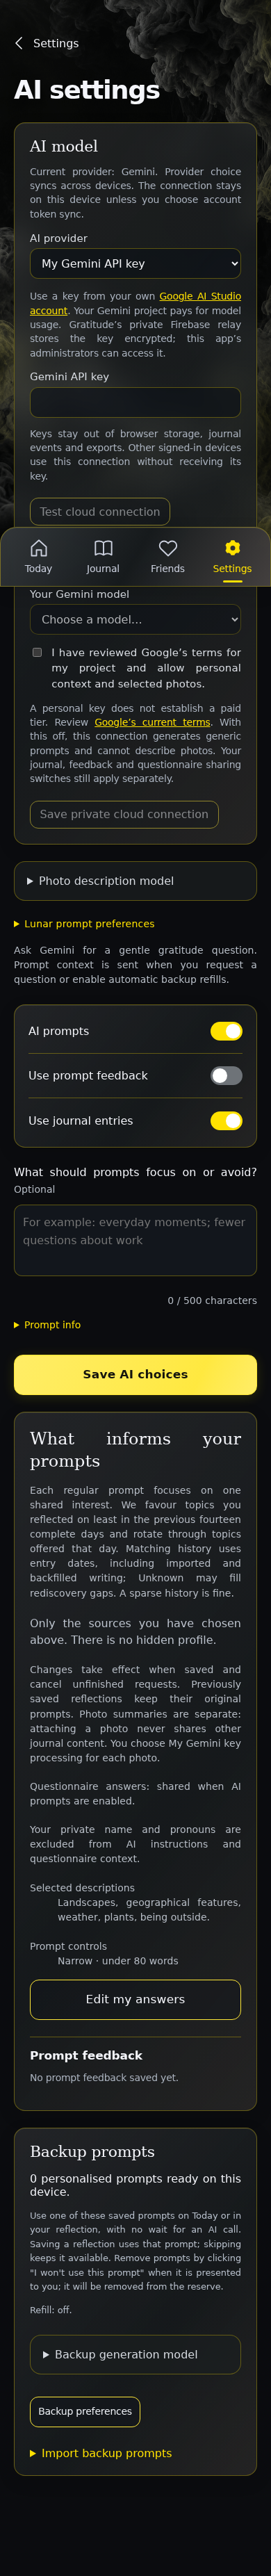 Settings
AI settings
AI model
Current provider: Gemini. Provider choice
syncs across devices. The connection stays
on this device unless you choose account
token sync.
AI provider
My Gemini API key
Use a key from your own Google AI Studio
account. Your Gemini project pays for model
usage. Gratitude's private Firebase relay
stores the key encrypted; this app's
administrators can access it.
Gemini API key
Keys stay out of browser storage, journal
events and exports. Other signed-in devices
use this connection without receiving its
key.
Test cloud connection
Today
Journal
Friends
Settings
Your Gemini model
Choose a model...
I have reviewed Google's terms for
my project and allow personal
context and selected photos.
A personal key does not establish a paid
tier. Review Google's current terms. With
this off, this connection generates generic
prompts and cannot describe photos. Your
journal, feedback and questionnaire sharing
switches still apply separately.
Save private cloud connection
Photo description model
Lunar prompt preferences
Ask Gemini for a gentle gratitude question.
Prompt context is sent when you request a
question or enable automatic backup refills.
AI prompts
Use prompt feedback
Use journal entries
What should prompts focus on or avoid?
Optional
For example: everyday moments; fewer
questions about work
0 / 500 characters
Prompt info
Save AI choices
What informs your
prompts
Each regular prompt focuses on one
shared interest. We favour topics you
reflected on least in the previous fourteen
complete days and rotate through topics
offered that day. Matching history uses
entry dates, including imported and
backfilled writing; Unknown may fill
rediscovery gaps. A sparse history is fine.
Only the sources you have chosen
above. There is no hidden profile.
Changes take effect when saved and
cancel unfinished requests. Previously
saved reflections keep their original
prompts. Photo summaries are separate:
attaching a photo never shares other
journal content. You choose My Gemini key
processing for each photo.
Questionnaire answers: shared when AI
prompts are enabled.
Your private name and pronouns are
excluded from AI instructions and
questionnaire context.
Selected descriptions
Landscapes, geographical features,
weather, plants, being outside.
Prompt controls
Narrow · under 80 words
Edit my answers
Prompt feedback
No prompt feedback saved yet.
Backup prompts
0 personalised prompts ready on this
device.
Use one of these saved prompts on Today or in
your reflection, with no wait for an AI call.
Saving a reflection uses that prompt; skipping
keeps it available. Remove prompts by clicking
"I won't use this prompt" when it is presented
to you; it will be removed from the reserve.
Refill: off.
Backup generation model
Backup preferences
Import backup prompts